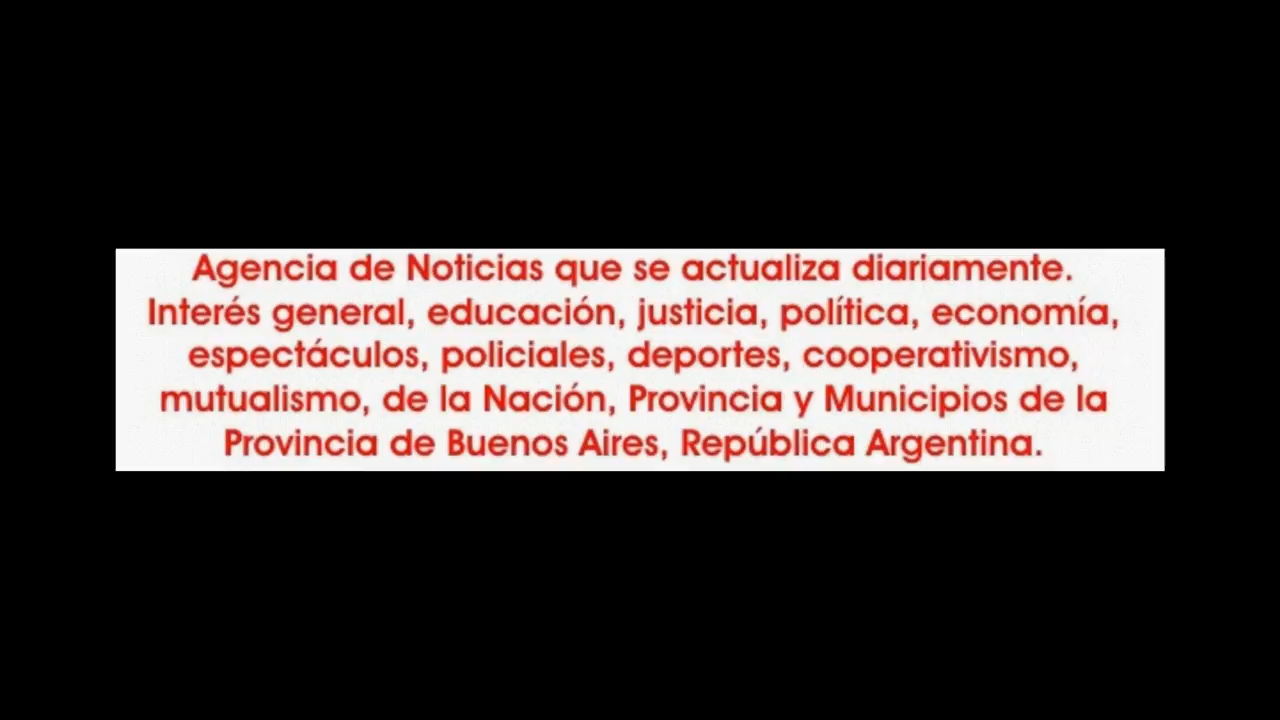 Agencia de Noticias que se actualiza diariamente.
Interés general, educación, justicia, política, economía,
espectáculos, policiales, deportes, cooperativismo,
mutualismo, de la Nación, Provincia y Municipios de la
Provincia de Buenos Aires, República Argentina.